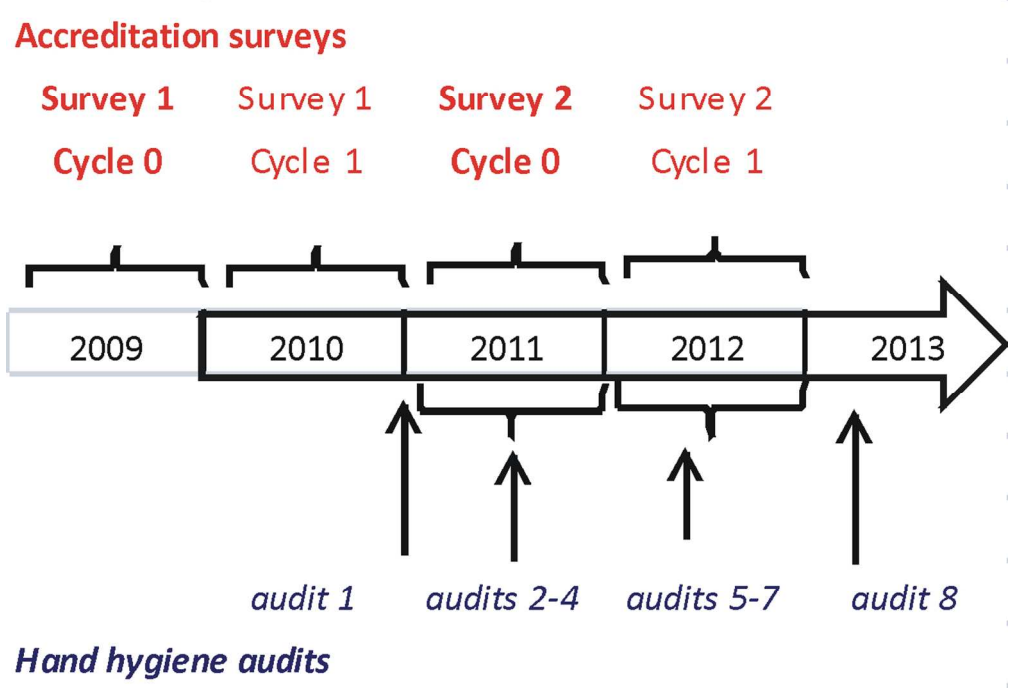 Accreditation surveys
Survey 1 Survey 1 Survey 2 Survey 2
Cycle 0 Cycle 1 Cycle 0 Cycle 1
2009 2010 2011 2012 2013
audit 1 audits 2-4 audits 5-7 audit 8
Hand hygiene audits